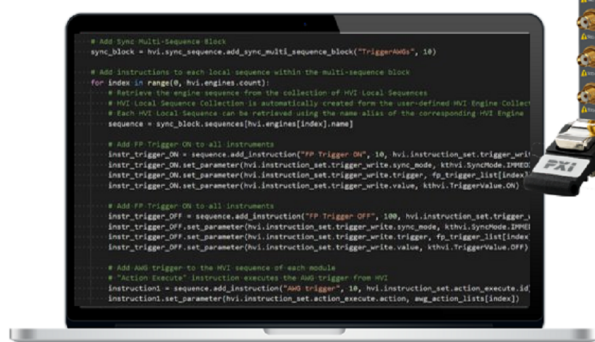 # Add Sync Multi-Sequence Block
sync_block = hvi.sync_sequence.add_sync_multi_sequence_block("TriggerAWGs", 10)
# Add instructions to each local sequence within the multi-sequence block
for index in range(0, hvi.engines.count):
# Retrieve the engine sequence from the collection of HVI Local Sequences
# HVI Local Sequence Collection is automatically created form the user-defined HVI Engine Collect
# Each HVI Local Sequence can be retrieved using the name alias of the corresponding HVI Engine
sequence = sync_block.sequences[hvi.engines[index].name]
# Add FP Trigger ON to all instruments
instr_trigger_ON = sequence.add_instruction("FP Trigger ON", 10, hvi.instruction_set.trigger_writ
instr_trigger_ON.set_parameter(hvi.instruction_set.trigger_write.sync_mode, kthvi.SyncMode.IMMED
instr_trigger_ON.set_parameter(hvi.instruction_set.trigger_write.trigger, fp_trigger_list[index]
instr_trigger_ON.set_parameter(hvi.instruction_set.trigger_write.value, kthvi.TriggerValue.ON)
# Add FP Trigger OFF to all instruments
instr_trigger_OFF = sequence.add_instruction("FP Trigger OFF", 100, hvi.instruction_set.trigger_
instr_trigger_OFF.set_parameter(hvi.instruction_set.trigger_write.sync_mode, kthvi.SyncMode.IMME
instr_trigger_OFF.set_parameter(hvi.instruction_set.trigger_write.trigger, fp_trigger_list[index
instr_trigger_OFF.set_parameter(hvi.instruction_set.trigger_write.value, kthvi.TriggerValue.OFF)
# Add AWG trigger to the HVI sequence of each module
# "Action Execute" instruction executes the AWG trigger from HVI
instruction1 = sequence.add_instruction("AWG trigger", 10, hvi.instruction_set.action_execute.id
instruction1.set_parameter(hvi.instruction_set.action_execute.action, awg_action_lists[index])
PXI